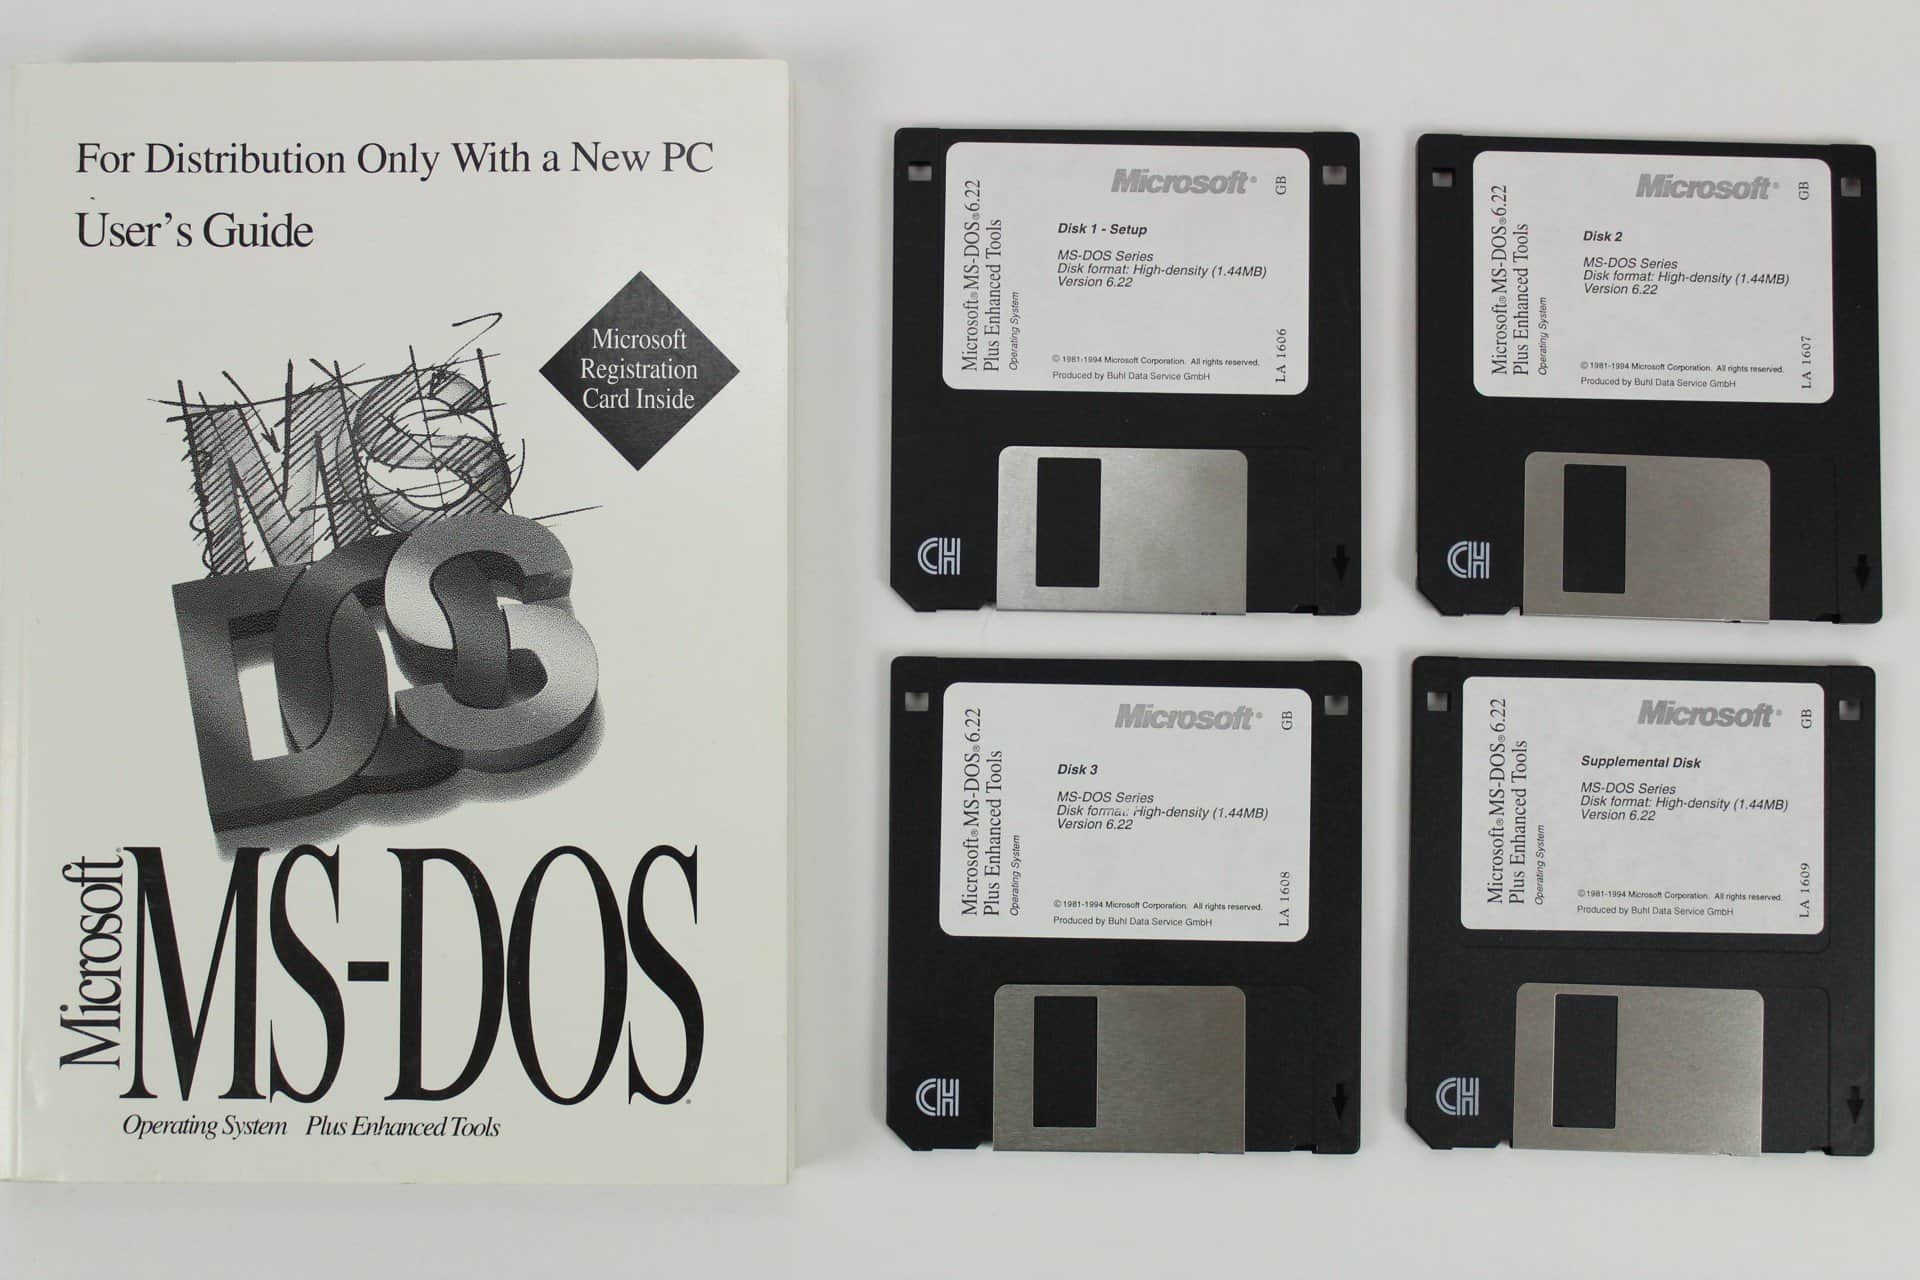 For Distribution Only With a New PC
User's Guide
Microsoft
Registration
Card Inside
MS
DOS
Microsoft®
MS-DOS®
Operating System Plus Enhanced Tools
Microsoft® MS-DOS® 6.22
Plus Enhanced Tools
Operating System
Microsoft®
GB
Disk 1 - Setup
MS-DOS Series
Disk format: High-density (1.44MB)
Version 6.22
© 1981-1994 Microsoft Corporation. All rights reserved.
Produced by Buhl Data Service GmbH
LA 1606
CH
Microsoft® MS-DOS® 6.22
Plus Enhanced Tools
Operating System
Microsoft®
GB
Disk 2
MS-DOS Series
Disk format: High-density (1.44MB)
Version 6.22
© 1981-1994 Microsoft Corporation. All rights reserved.
Produced by Buhl Data Service GmbH
LA 1607
CH
Microsoft® MS-DOS® 6.22
Plus Enhanced Tools
Operating System
Microsoft®
GB
Disk 3
MS-DOS Series
Disk format: High-density (1.44MB)
Version 6.22
© 1981-1994 Microsoft Corporation. All rights reserved.
Produced by Buhl Data Service GmbH
LA 1608
CH
Microsoft® MS-DOS® 6.22
Plus Enhanced Tools
Operating System
Microsoft®
GB
Supplemental Disk
MS-DOS Series
Disk format: High-density (1.44MB)
Version 6.22
© 1981-1994 Microsoft Corporation. All rights reserved.
Produced by Buhl Data Service GmbH
LA 1609
CH